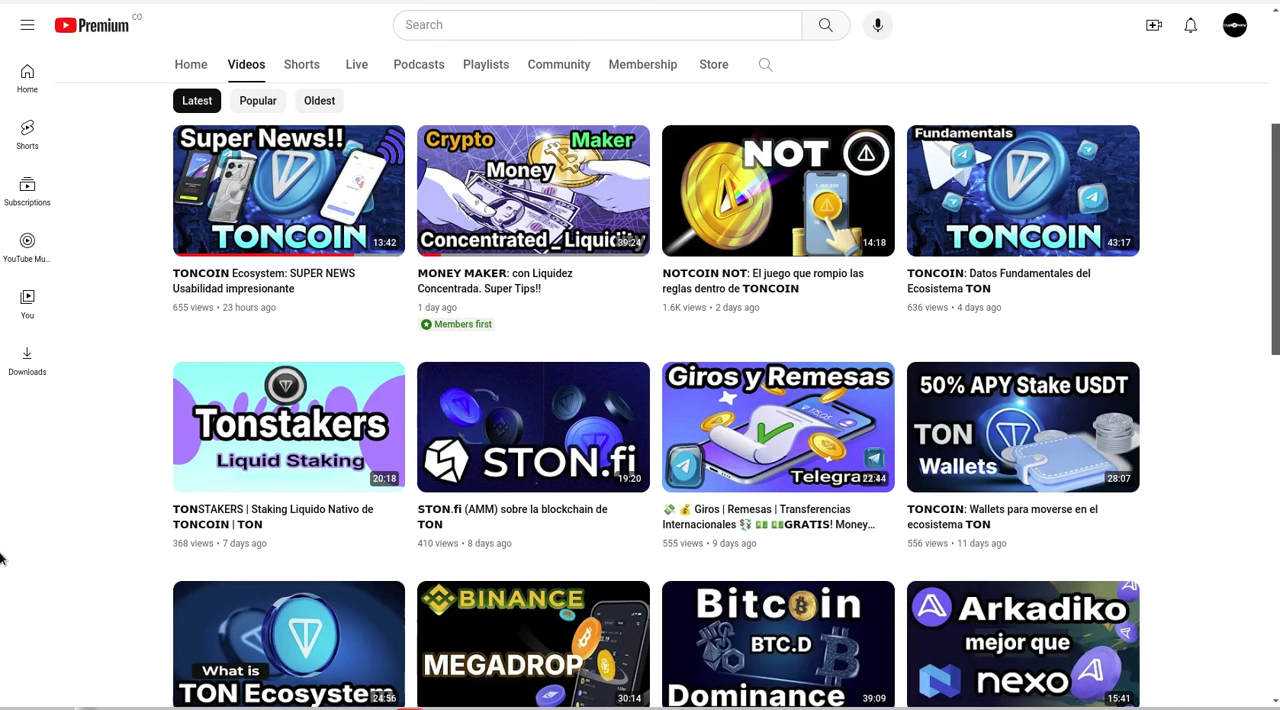 Premium CO
Search
Home
Videos
Shorts
Live
Podcasts
Playlists
Community
Membership
Store
Home
Shorts
Subscriptions
YouTube Mu...
You
Downloads
Latest
Popular
Oldest
Super News!!
TONCOIN
13:42
TONCOIN Ecosystem: SUPER NEWS
Usabilidad impresionante
655 views • 23 hours ago
Crypto Maker
Money
Concentrated_Liquidity
39:24
MONEY MAKER: con Liquidez
Concentrada. Super Tips!!
1 day ago
Members first
NOT
14:18
NOTCOIN NOT: El juego que rompio las
reglas dentro de TONCOIN
1.6K views • 2 days ago
Fundamentals
TONCOIN
43:17
TONCOIN: Datos Fundamentales del
Ecosistema TON
636 views • 4 days ago
Tonstakers
Liquid Staking
20:18
TONSTAKERS | Staking Liquido Nativo de
TONCOIN | TON
368 views • 7 days ago
STON.fi
19:20
STON.fi (AMM) sobre la blockchain de
TON
410 views • 8 days ago
Giros y Remesas
22:44
💸 💰 Giros | Remesas | Transferencias
Internacionales 💱 💵 💵GRATIS! Money...
555 views • 9 days ago
50% APY Stake USDT
TON
Wallets
28:07
TONCOIN: Wallets para moverse en el
ecosistema TON
556 views • 11 days ago
What is
TON Ecosystem
24:56
BINANCE
MEGADROP
30:14
Bitcoin
BTC.D
Dominance
39:09
Arkadiko
mejor que
nexo
15:41